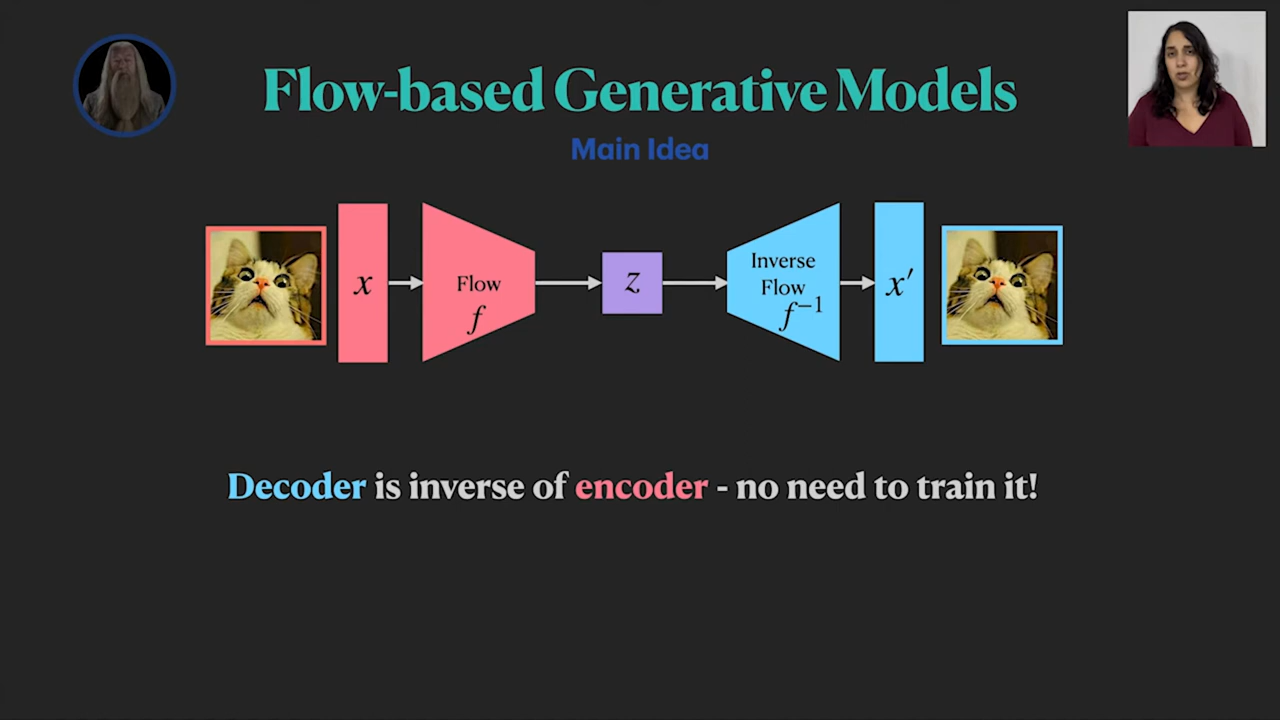 Flow-based Generative Models
Main Idea
x
Flow
f
z
Inverse
Flow
f⁻¹
x′
Decoder is inverse of encoder - no need to train it!